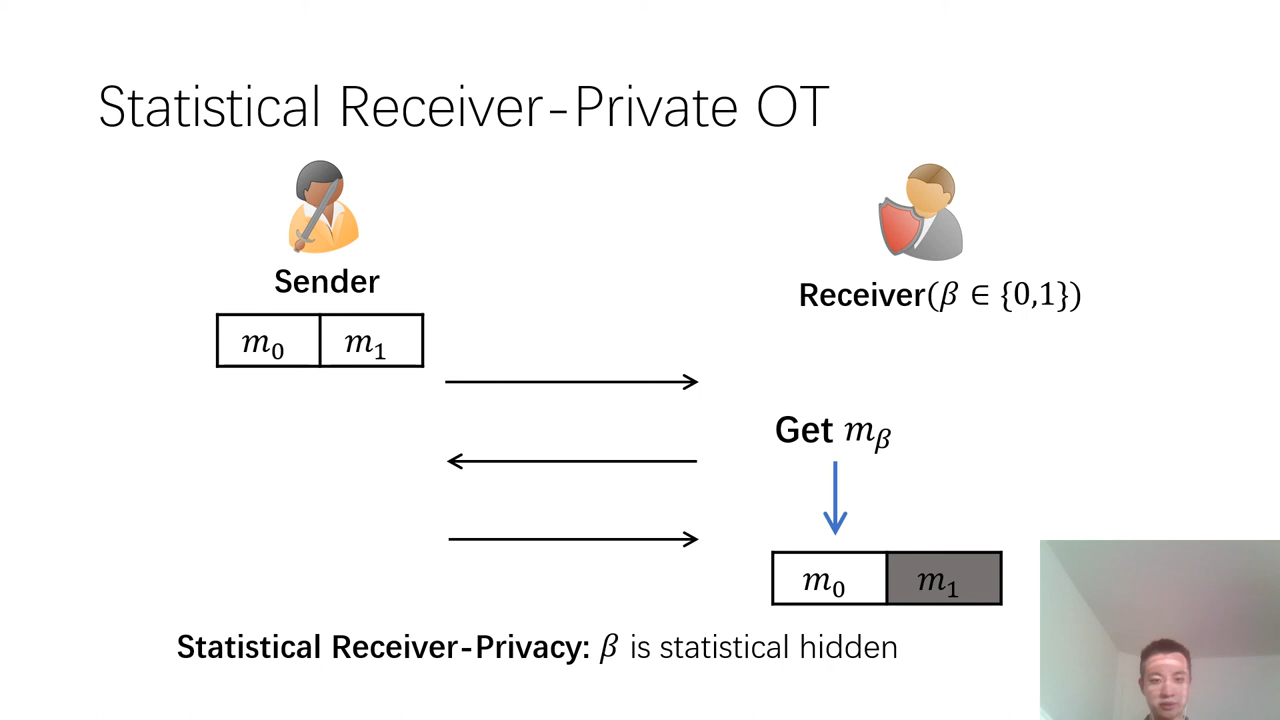 Statistical Receiver-Private OT
Sender
Receiver(β ∈ {0,1})
m₀ m₁
Get m_β
m₀ m₁
Statistical Receiver-Privacy: β is statistical hidden